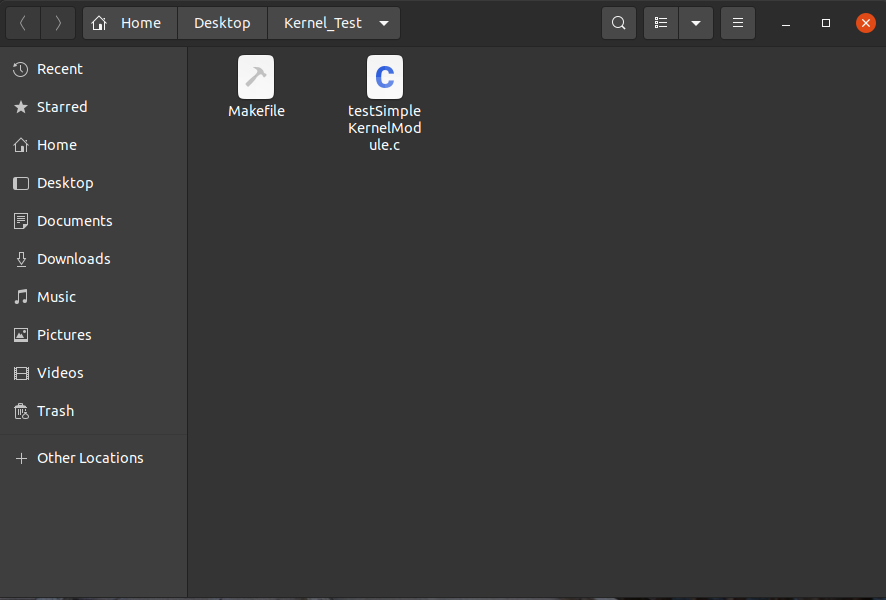 Home
Desktop
Kernel_Test
Recent
Starred
Home
Desktop
Documents
Downloads
Music
Pictures
Videos
Trash
Other Locations
Makefile
testSimple
KernelMod
ule.c